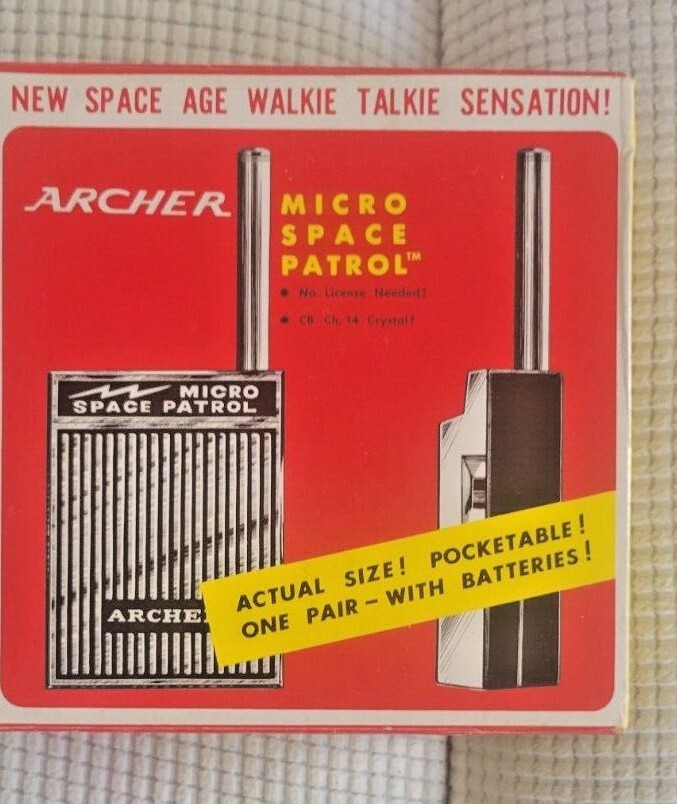 NEW SPACE AGE WALKIE TALKIE SENSATION!
ARCHER
MICRO
SPACE
PATROL™
• No License Needed!
• CB Ch. 14 Crystal!
MICRO
SPACE PATROL
ACTUAL SIZE! POCKETABLE!
ONE PAIR – WITH BATTERIES!
ARCHE